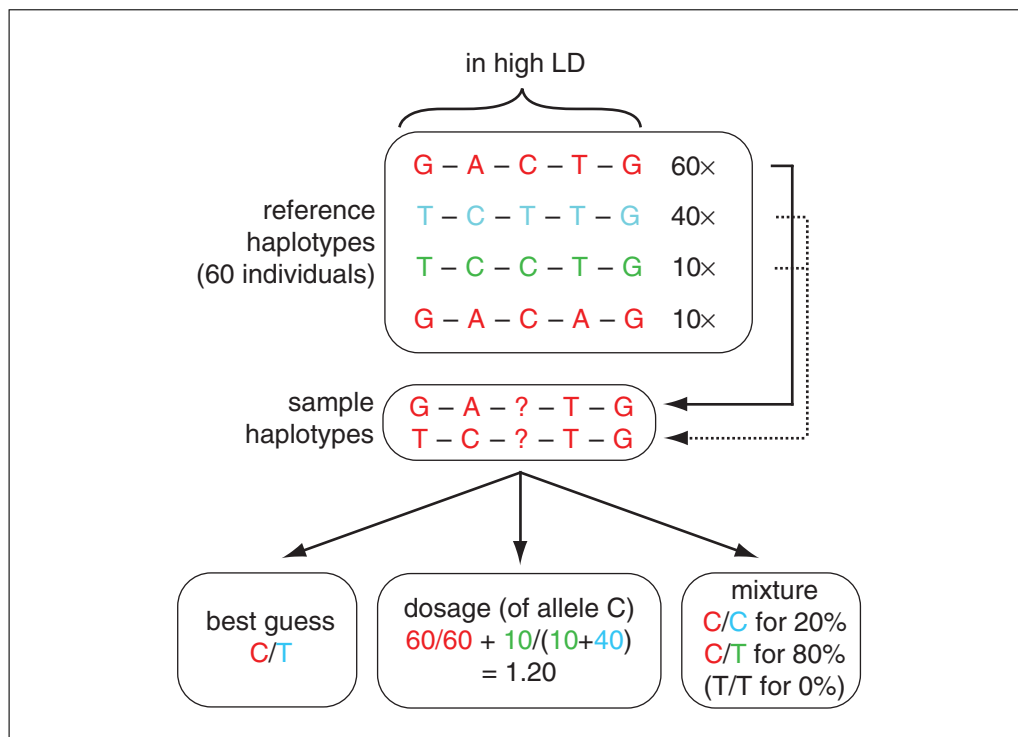 in high LD
G – A – C – T – G 60×
reference
haplotypes
(60 individuals)
T – C – T – T – G 40×
T – C – C – T – G 10×
G – A – C – A – G 10×
sample
haplotypes
G – A – ? – T – G
T – C – ? – T – G
best guess
C/T
dosage (of allele C)
60/60 + 10/(10+40)
= 1.20
mixture
C/C for 20%
C/T for 80%
(T/T for 0%)